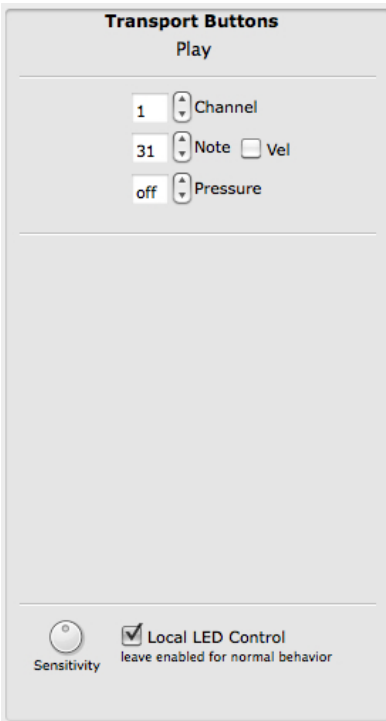 Transport Buttons
Play
1 Channel
31 Note Vel
off Pressure
Local LED Control
Sensitivity leave enabled for normal behavior